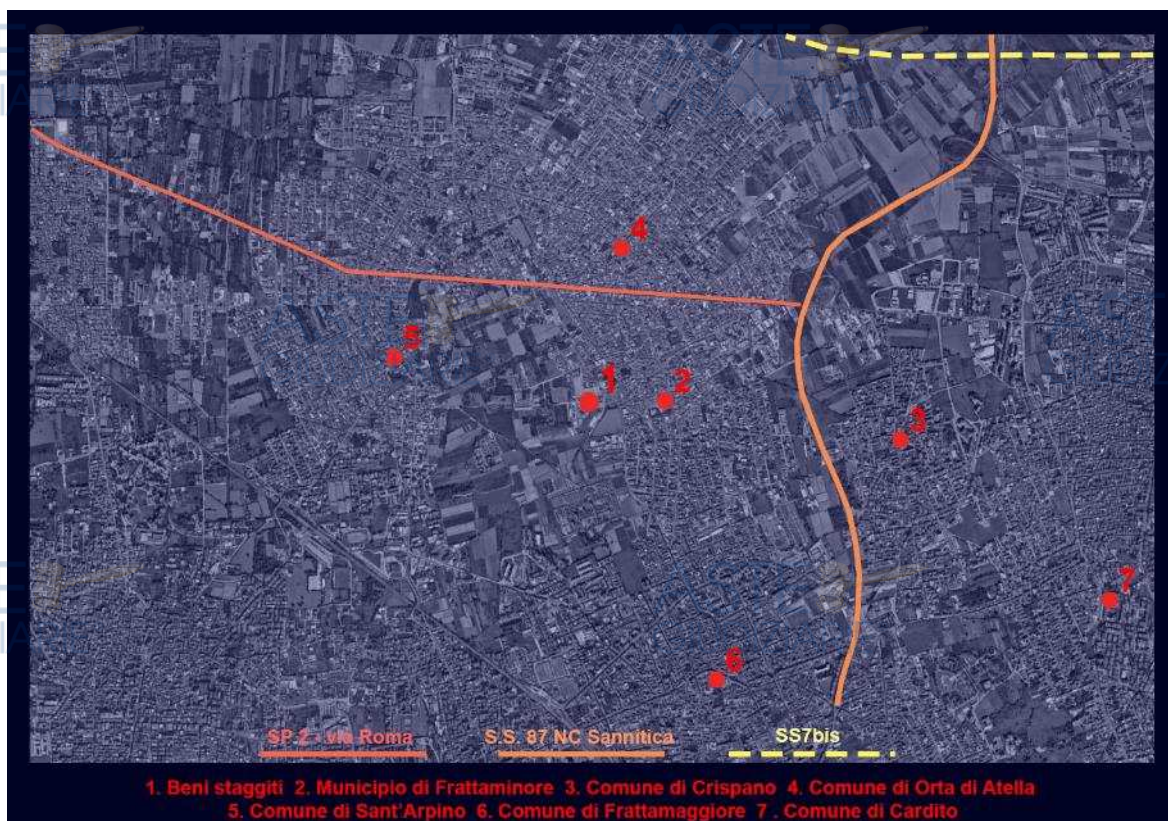 4
5
1
2
3
7
6
SP 2 - via Roma
S.S. 87 NC Sannitica
SS7bis
1. Beni staggiti 2. Municipio di Frattaminore 3. Comune di Crispano 4. Comune di Orta di Atella
5. Comune di Sant'Arpino 6. Comune di Frattamaggiore 7 . Comune di Cardito